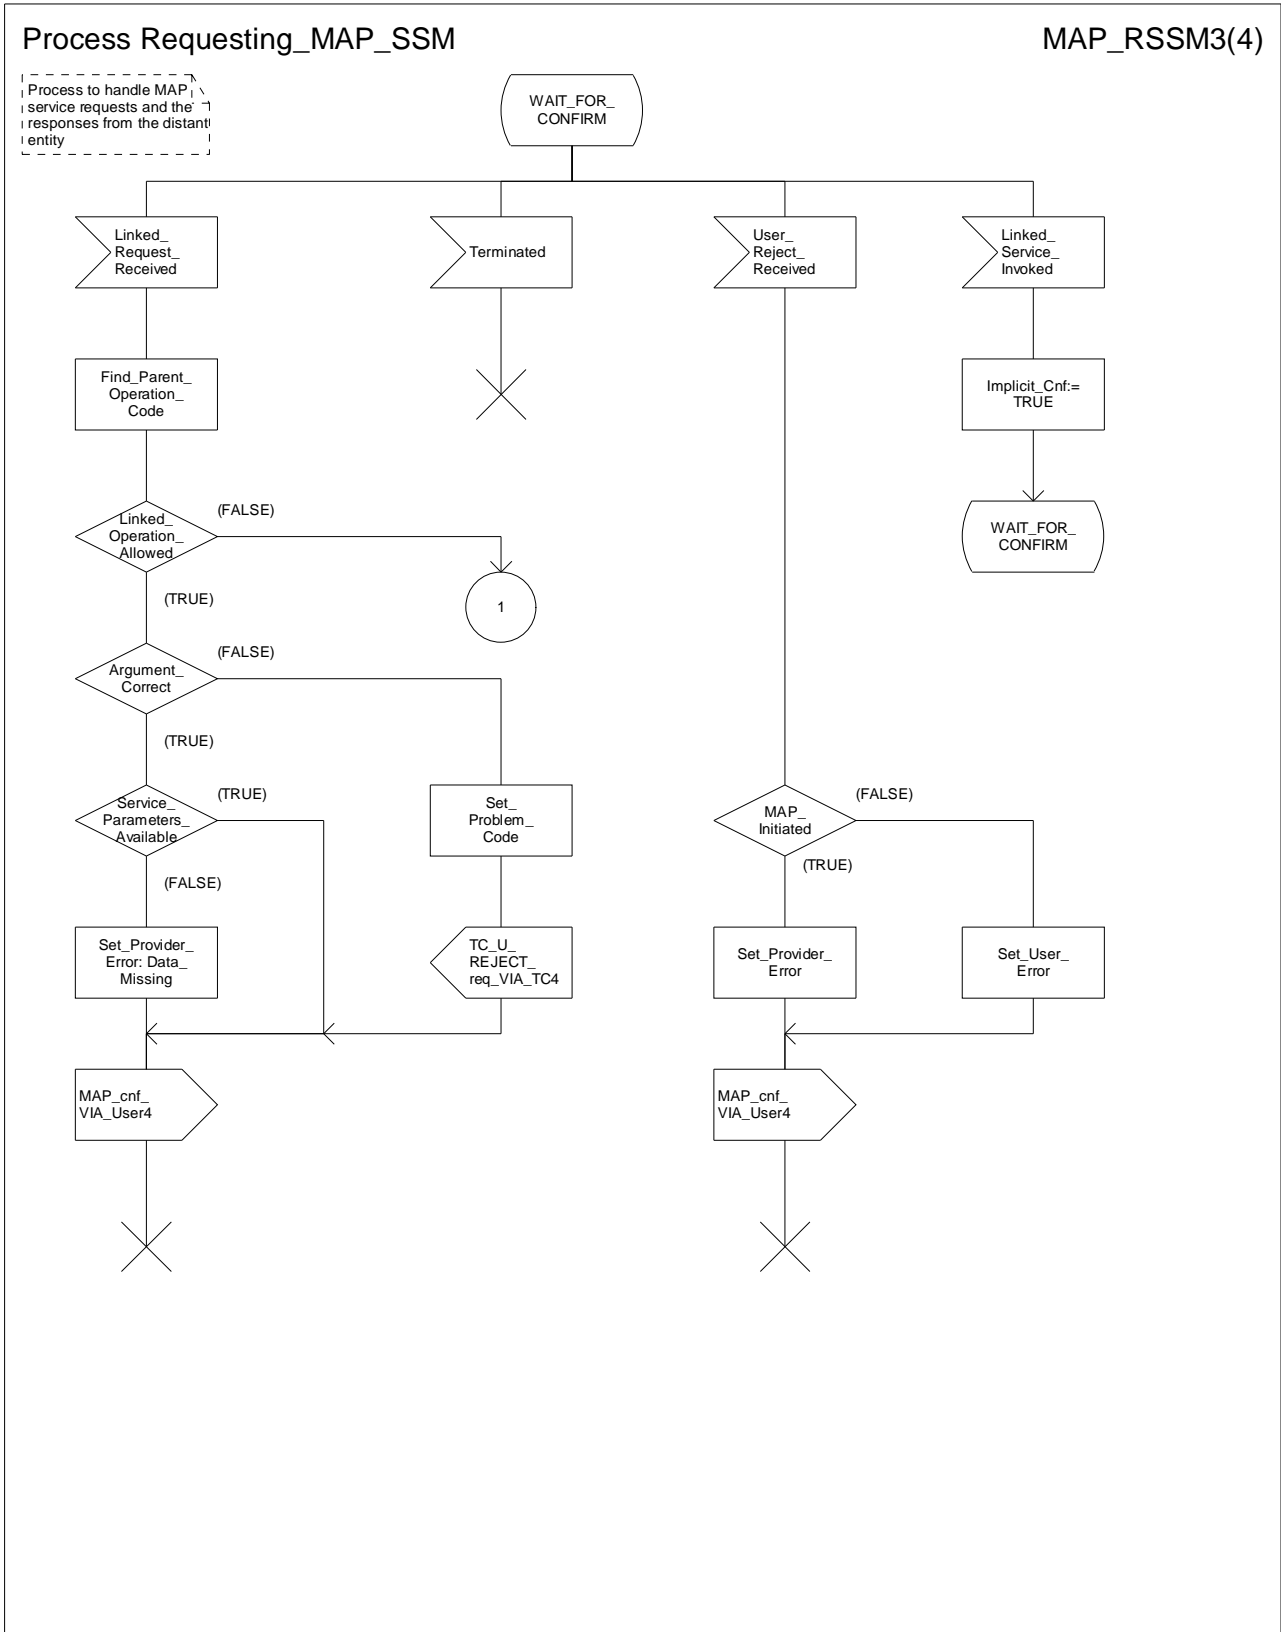 Process Requesting_MAP_SSM
MAP_RSSM3(4)
Process to handle MAP
service requests and the
responses from the distant
entity
WAIT_FOR_
CONFIRM
Linked_
Request_
Received
Terminated
User_
Reject_
Received
Linked_
Service_
Invoked
Find_Parent_
Operation_
Code
Implicit_Cnf:=
TRUE
Linked_
Operation_
Allowed
(FALSE)
WAIT_FOR_
CONFIRM
(TRUE)
1
Argument_
Correct
(FALSE)
(TRUE)
Service_
Parameters_
Available
(TRUE)
Set_
Problem_
Code
MAP_
Initiated
(FALSE)
(FALSE)
(TRUE)
Set_Provider_
Error: Data_
Missing
TC_U_
REJECT_
req_VIA_TC4
Set_Provider_
Error
Set_User_
Error
MAP_cnf_
VIA_User4
MAP_cnf_
VIA_User4